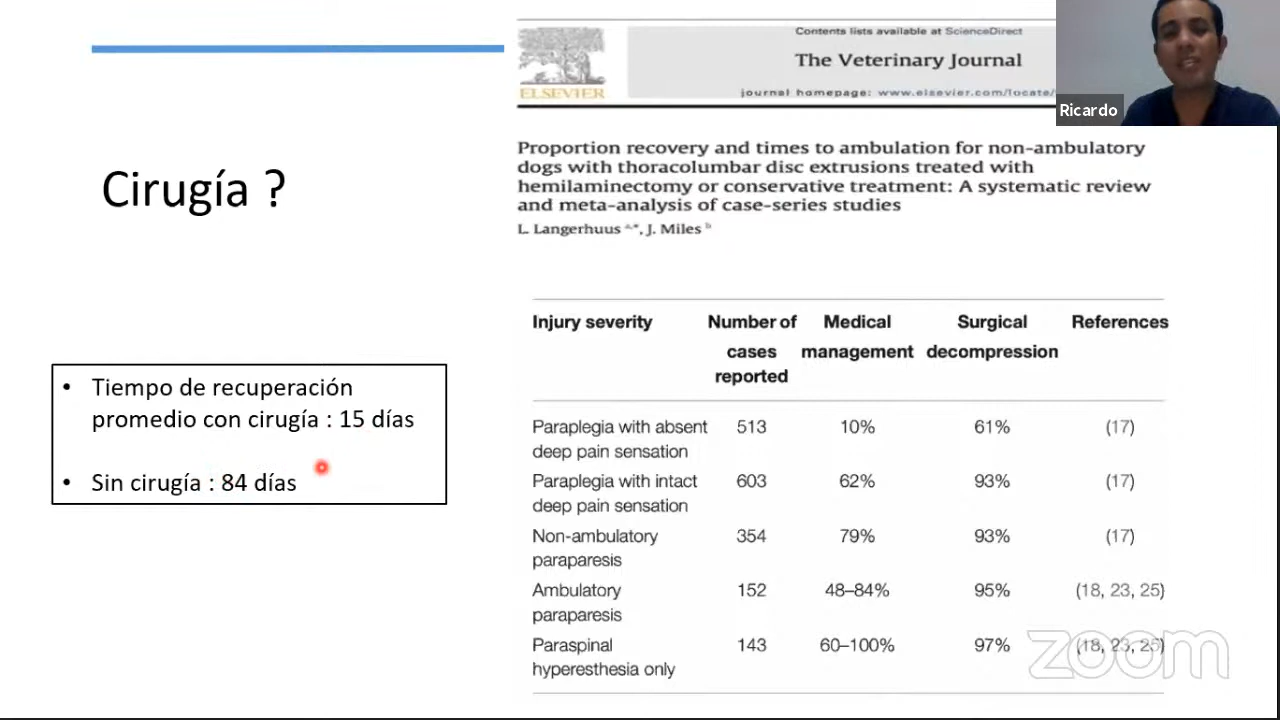 Contents lists available at ScienceDirect
The Veterinary Journal
ELSEVIER
journal homepage: www.elsevier.com/locate/
Ricardo
Proportion recovery and times to ambulation for non-ambulatory
dogs with thoracolumbar disc extrusions treated with
hemilaminectomy or conservative treatment: A systematic review
and meta-analysis of case-series studies
L. Langerhuus a,*, J. Miles b
Cirugía ?
• Tiempo de recuperación
promedio con cirugía : 15 días
• Sin cirugía : 84 días
Injury severity Number of Medical Surgical References
cases management decompression
reported
Paraplegia with absent 513 10% 61% (17)
deep pain sensation
Paraplegia with intact 603 62% 93% (17)
deep pain sensation
Non-ambulatory 354 79% 93% (17)
paraparesis
Ambulatory 152 48–84% 95% (18, 23, 25)
paraparesis
Paraspinal 143 60–100% 97% (18, 23, 25)
hyperesthesia only
zoom